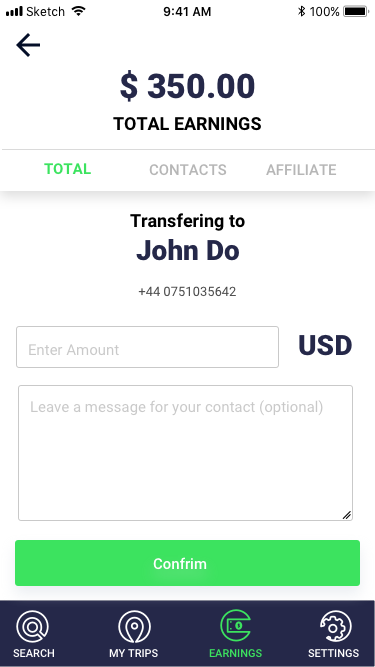 Sketch 9:41 AM 100%
$ 350.00
TOTAL EARNINGS
TOTAL CONTACTS AFFILIATE
Transfering to
John Do
+44 0751035642
Enter Amount USD
Leave a message for your contact (optional)
Confrim
SEARCH MY TRIPS EARNINGS SETTINGS